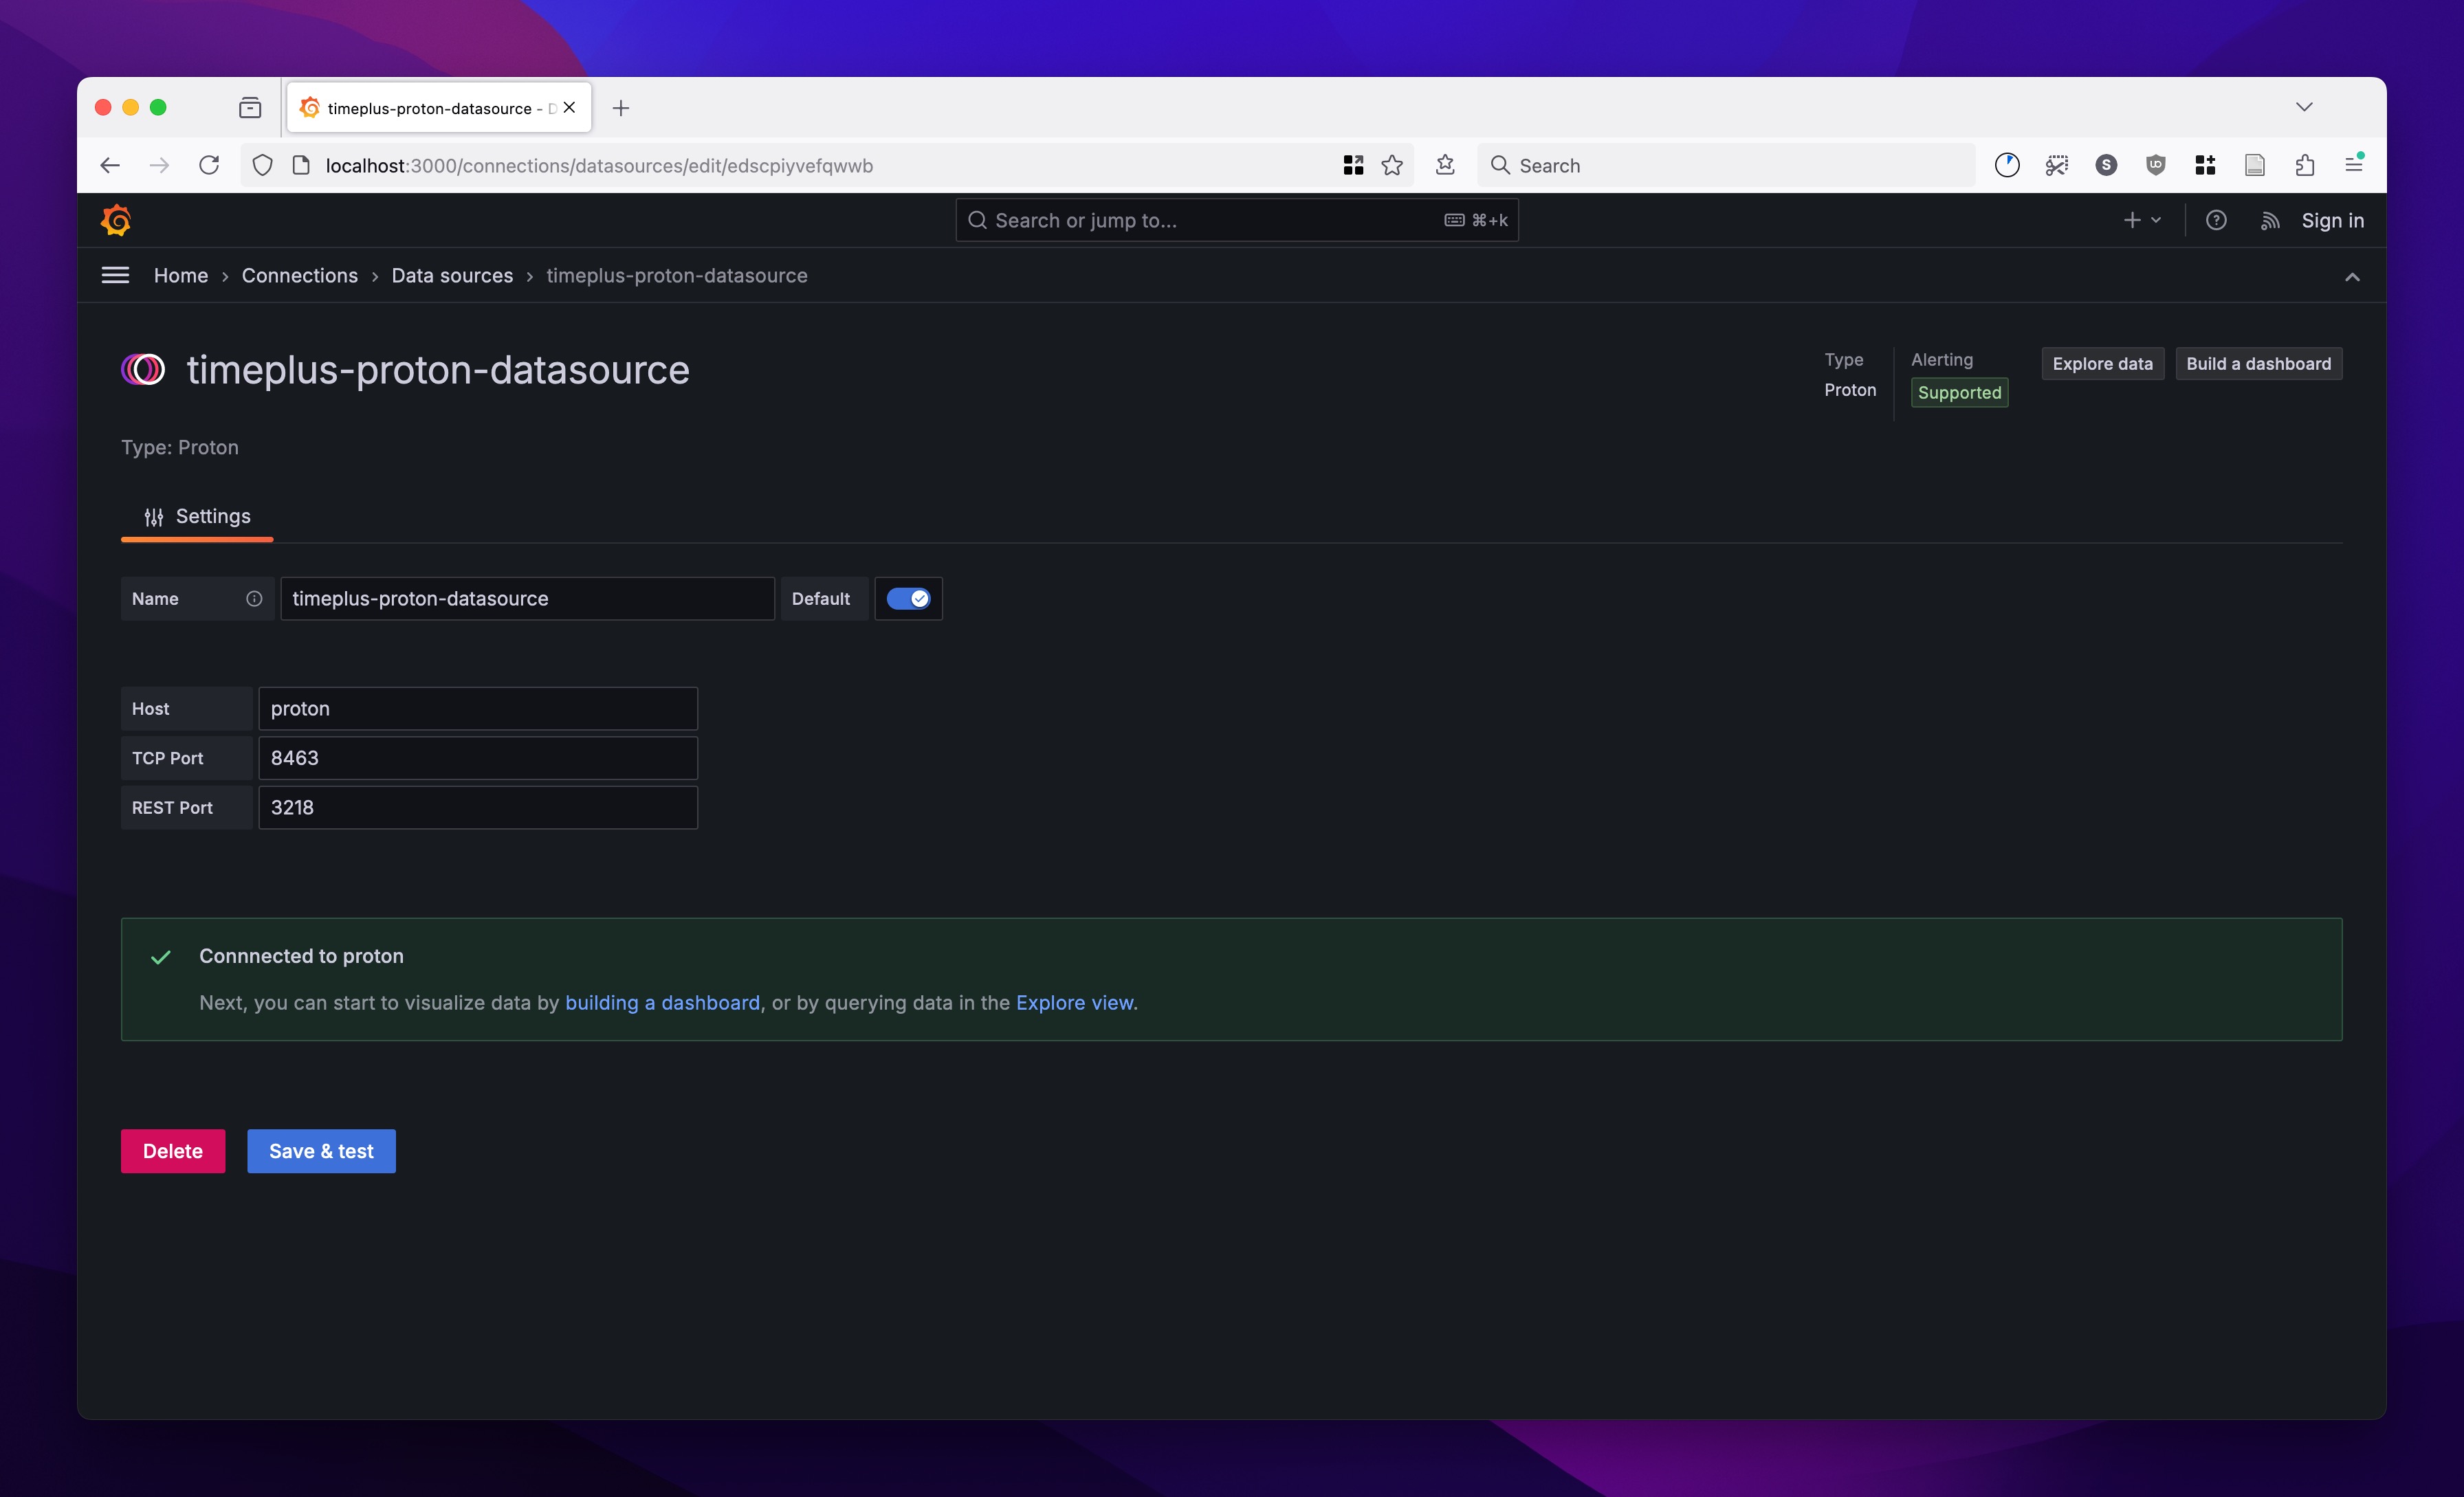 timeplus-proton-datasource -
localhost:3000/connections/datasources/edit/edscpiyvefqwwb
Search
S
Search or jump to...
⌘+k
Sign in
Home › Connections › Data sources › timeplus-proton-datasource
timeplus-proton-datasource
Type
Proton
Alerting
Supported
Explore data
Build a dashboard
Type: Proton
Settings
Name
timeplus-proton-datasource
Default
Host
proton
TCP Port
8463
REST Port
3218
Connnected to proton
Next, you can start to visualize data by building a dashboard, or by querying data in the Explore view.
Delete
Save & test